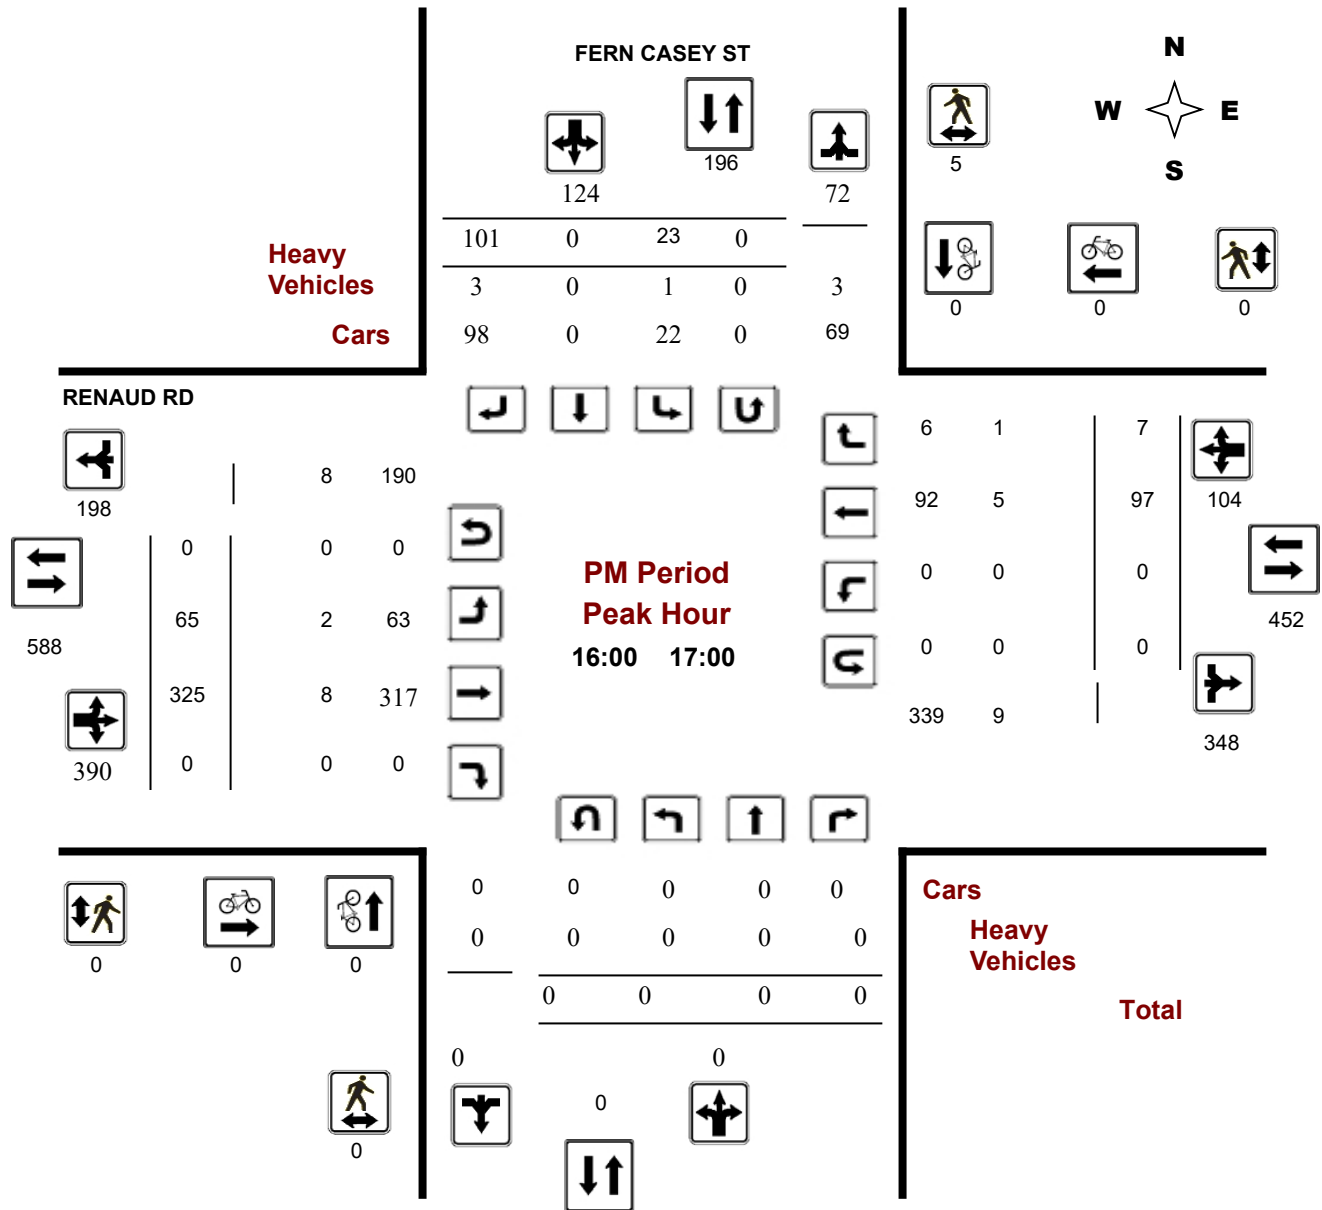 FERN CASEY ST
N
W E
S
196
5
124 72
101 0 23 0
Heavy
Vehicles
3 0 1 0 3
0 0 0
Cars
98 0 22 0 69
RENAUD RD
6 1 7
8 190
198
92 5 97 104
0 0 0
PM Period
0 0 0
Peak Hour
65 2 63
452
588
16:00 17:00
0 0 0
325 8 317
339 9
348
390 0 0 0
0 0 0 0 0
Cars
Heavy
Vehicles
0 0 0 0 0
0 0 0
0 0 0 0
Total
0 0
0
0